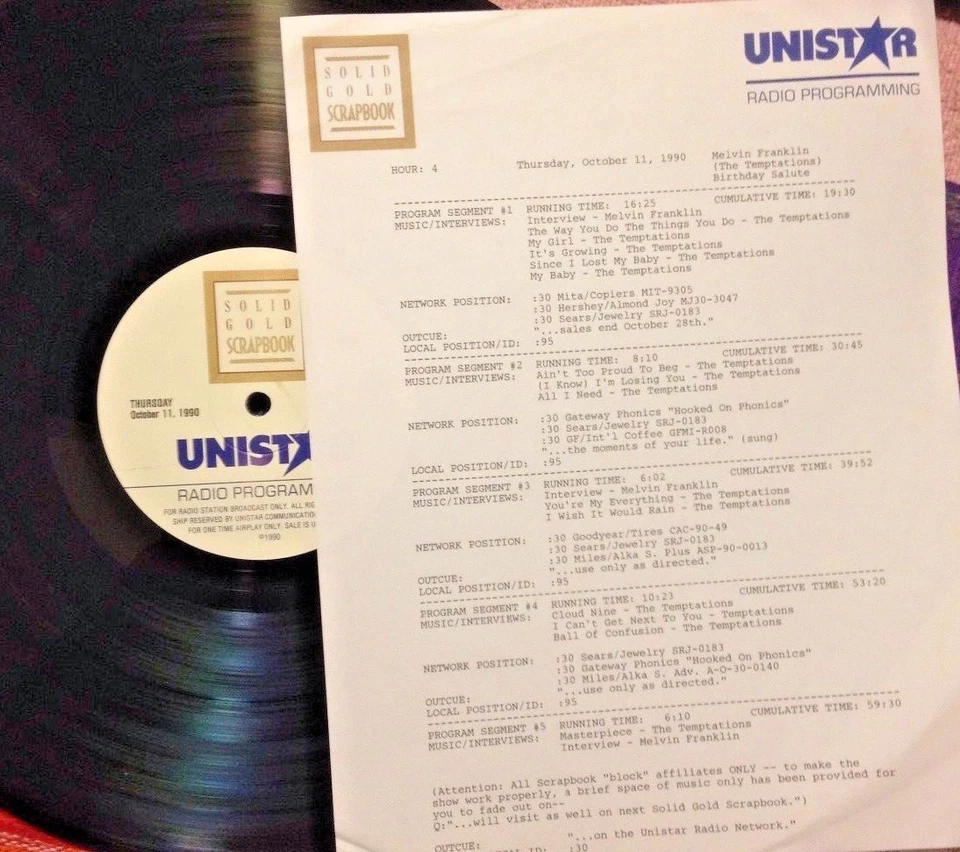 SOLID
GOLD
SCRAPBOOK
UNIST★R
RADIO PROGRAMMING
HOUR: 4 Thursday, October 11, 1990 Melvin Franklin
(The Temptations)
Birthday Salute
PROGRAM SEGMENT #1 RUNNING TIME: 16:25 CUMULATIVE TIME: 19:30
MUSIC/INTERVIEWS: Interview - Melvin Franklin
The Way You Do The Things You Do - The Temptations
My Girl - The Temptations
It's Growing - The Temptations
Since I Lost My Baby - The Temptations
My Baby - The Temptations
NETWORK POSITION: :30 Mita/Copiers MIT-9305
:30 Hershey/Almond Joy MJ30-3047
:30 Sears/Jewelry SRJ-0183
OUTCUE: "...sales end October 28th."
LOCAL POSITION/ID: :95
PROGRAM SEGMENT #2 RUNNING TIME: 8:10 CUMULATIVE TIME: 30:45
MUSIC/INTERVIEWS: Ain't Too Proud To Beg - The Temptations
(I Know) I'm Losing You - The Temptations
All I Need - The Temptations
NETWORK POSITION: :30 Gateway Phonics "Hooked On Phonics"
:30 Sears/Jewelry SRJ-0183
:30 GF/Int'l Coffee GFMI-R008
"...the moments of your life." (sung)
LOCAL POSITION/ID: :95
PROGRAM SEGMENT #3 RUNNING TIME: 6:02 CUMULATIVE TIME: 39:52
MUSIC/INTERVIEWS: Interview - Melvin Franklin
You're My Everything - The Temptations
I Wish It Would Rain - The Temptations
NETWORK POSITION: :30 Goodyear/Tires CAC-90-49
:30 Sears/Jewelry SRJ-0183
:30 Miles/Alka S. Plus ASP-90-0013
OUTCUE: "...use only as directed."
LOCAL POSITION/ID: :95
PROGRAM SEGMENT #4 RUNNING TIME: 10:23 CUMULATIVE TIME: 53:20
MUSIC/INTERVIEWS: Cloud Nine - The Temptations
I Can't Get Next To You - Temptations
Ball Of Confusion - The Temptations
NETWORK POSITION: :30 Sears/Jewelry SRJ-0183
:30 Gateway Phonics "Hooked On Phonics"
:30 Miles/Alka S. Adv. A-O-30-0140
OUTCUE: "...use only as directed."
LOCAL POSITION/ID: :95
PROGRAM SEGMENT #5 RUNNING TIME: 6:10 CUMULATIVE TIME: 59:30
MUSIC/INTERVIEWS: Masterpiece - The Temptations
Interview - Melvin Franklin
(Attention: All Scrapbook "block" affiliates ONLY -- to make the
show work properly, a brief space of music only has been provided for
you to fade out on--
Q:"...will visit as well on next Solid Gold Scrapbook.")
OUTCUE: "...on the Unistar Radio Network."
LOCAL POSITION/ID: :30
SOLID
GOLD
SCRAPBOOK
THURSDAY
October 11, 1990
UNIST★
RADIO PROGRAM
FOR RADIO STATION BROADCAST ONLY. ALL
SHIP RESERVED BY UNISTAR
FOR ONE TIME AIRPLAY ONLY. SALE IS
©1990